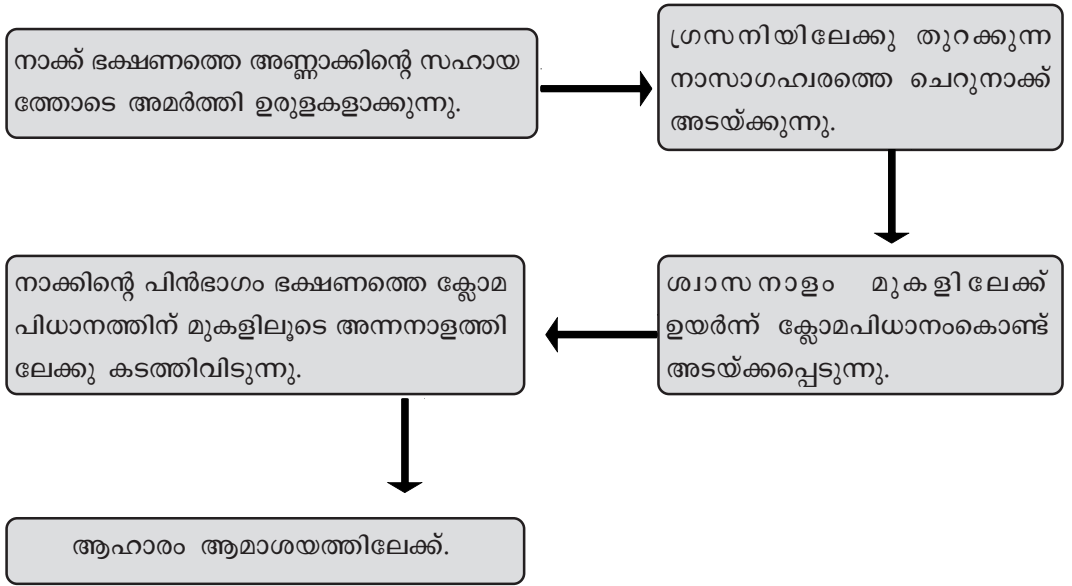 നാക്ക് ഭക്ഷണത്തെ അണ്ണാക്കിന്റെ സഹായ
ത്തോടെ അമർത്തി ഉരുളകളാക്കുന്നു.
ഗ്രസനിയിലേക്കു തുറക്കുന്ന
നാസാഗഹ്വരത്തെ ചെറുനാക്ക്
അടയ്ക്കുന്നു.
ശ്വാസനാളം മുകളിലേക്ക്
ഉയർന്ന് ക്ലോമപിധാനംകൊണ്ട്
അടയ്ക്കപ്പെടുന്നു.
നാക്കിന്റെ പിൻഭാഗം ഭക്ഷണത്തെ ക്ലോമ
പിധാനത്തിന് മുകളിലൂടെ അന്നനാളത്തി
ലേക്കു കടത്തിവിടുന്നു.
ആഹാരം ആമാശയത്തിലേക്ക്.